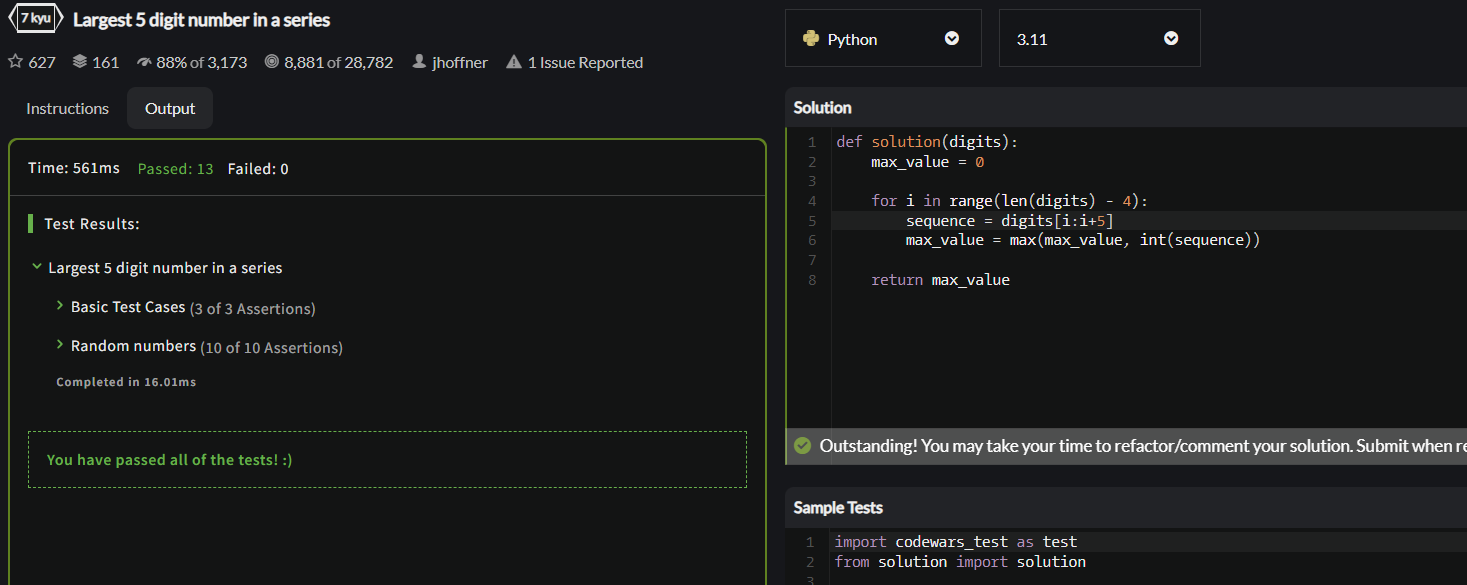 7 kyu Largest 5 digit number in a series
627 161 88% of 3,173 8,881 of 28,782 jhoffner 1 Issue Reported
Instructions Output
Time: 561ms Passed: 13 Failed: 0
Test Results:
Largest 5 digit number in a series
Basic Test Cases (3 of 3 Assertions)
Random numbers (10 of 10 Assertions)
Completed in 16.01ms
You have passed all of the tests! :)
Python 3.11
Solution
1 def solution(digits):
2 max_value = 0
3
4 for i in range(len(digits) - 4):
5 sequence = digits[i:i+5]
6 max_value = max(max_value, int(sequence))
7
8 return max_value
Outstanding! You may take your time to refactor/comment your solution. Submit when re
Sample Tests
1 import codewars_test as test
2 from solution import solution
3